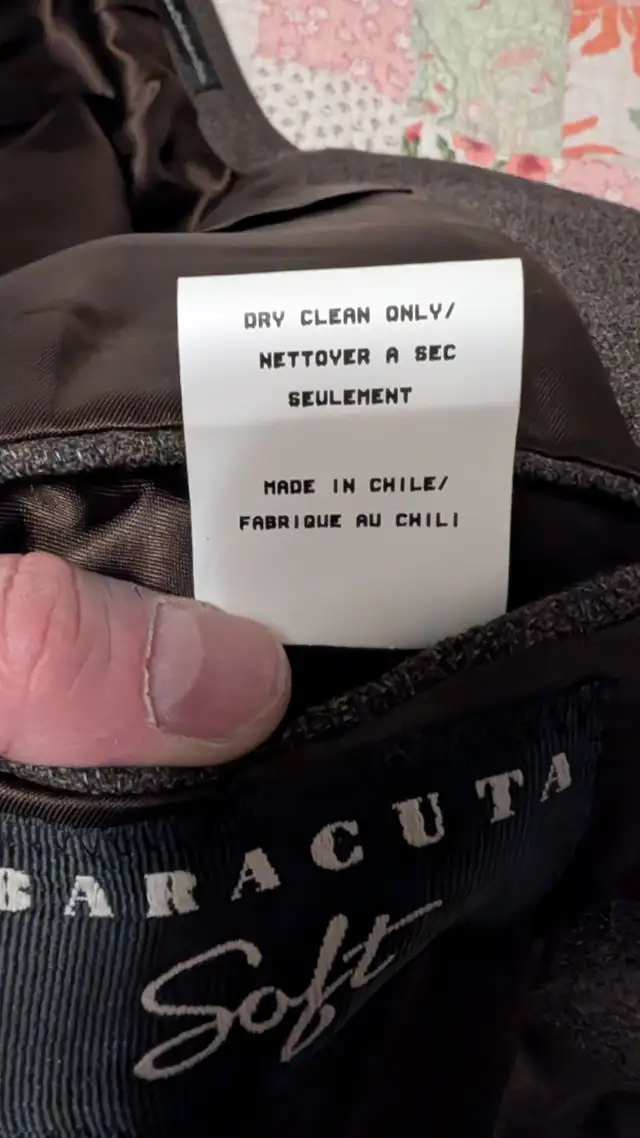 DRY CLEAN ONLY/
NETTOYER A SEC
SEULEMENT
MADE IN CHILE/
FABRIQUE AU CHILI
BARACUTA
Soft